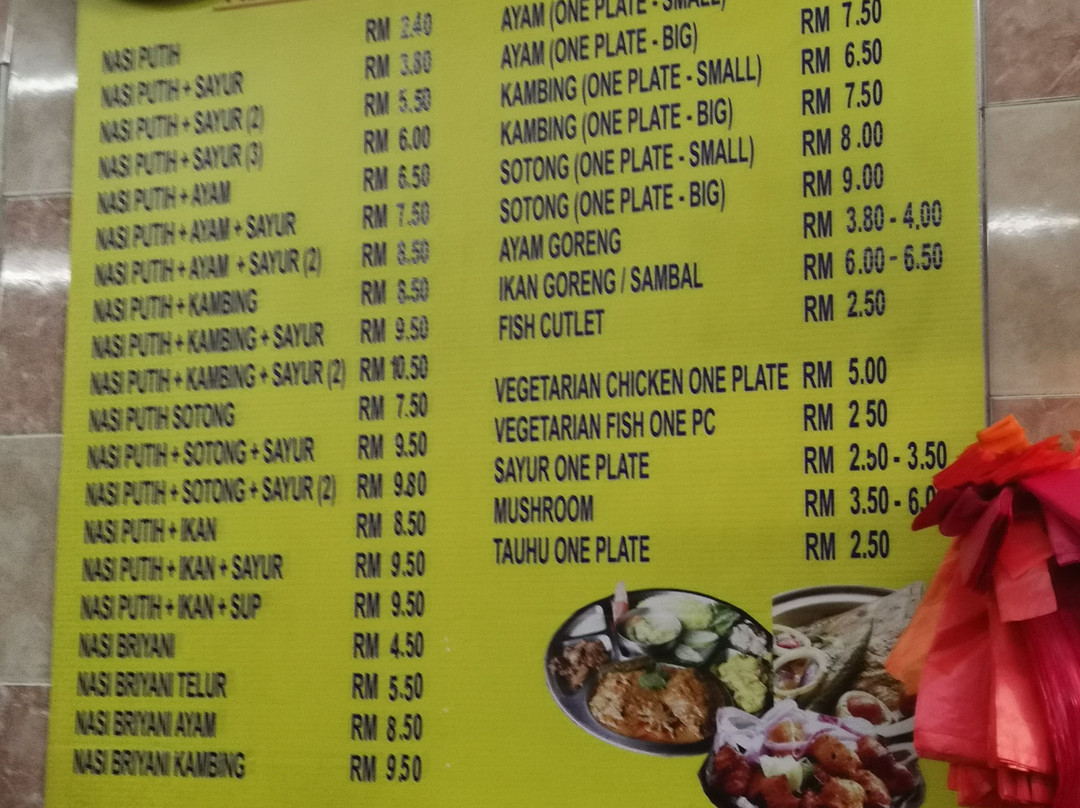 NASI PUTIH RM 2.40
NASI PUTIH + SAYUR RM 3.80
NASI PUTIH + SAYUR (2) RM 5.50
NASI PUTIH + SAYUR (3) RM 6.00
NASI PUTIH + AYAM RM 6.50
NASI PUTIH + AYAM + SAYUR RM 7.50
NASI PUTIH + AYAM + SAYUR (2) RM 8.50
NASI PUTIH + KAMBING RM 8.50
NASI PUTIH + KAMBING + SAYUR RM 9.50
NASI PUTIH + KAMBING + SAYUR (2) RM 10.50
NASI PUTIH SOTONG RM 7.50
NASI PUTIH + SOTONG + SAYUR RM 9.50
NASI PUTIH + SOTONG + SAYUR (2) RM 9.80
NASI PUTIH + IKAN RM 8.50
NASI PUTIH + IKAN + SAYUR RM 9.50
NASI PUTIH + IKAN + SUP RM 9.50
NASI BRIYANI RM 4.50
NASI BRIYANI TELUR RM 5.50
NASI BRIYANI AYAM RM 8.50
NASI BRIYANI KAMBING RM 9.50
AYAM (ONE PLATE - SMALL)
AYAM (ONE PLATE - BIG) RM 7.50
KAMBING (ONE PLATE - SMALL) RM 6.50
KAMBING (ONE PLATE - BIG) RM 7.50
SOTONG (ONE PLATE - SMALL) RM 8.00
SOTONG (ONE PLATE - BIG) RM 9.00
AYAM GORENG RM 3.80 - 4.00
IKAN GORENG / SAMBAL RM 6.00 - 6.50
FISH CUTLET RM 2.50
VEGETARIAN CHICKEN ONE PLATE RM 5.00
VEGETARIAN FISH ONE PC RM 2 50
SAYUR ONE PLATE RM 2.50 - 3.50
MUSHROOM RM 3.50 -
TAUHU ONE PLATE RM 2.50